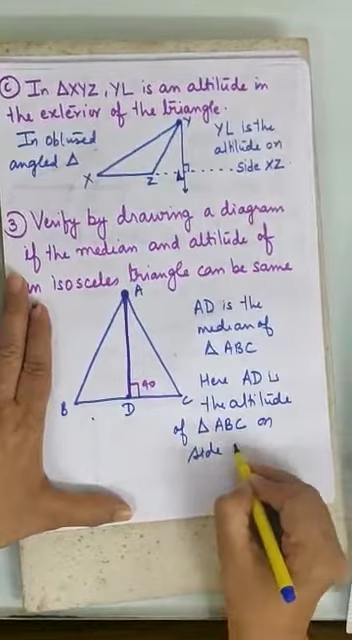 (c) In ΔXYZ, YL is an altitude in
the exterior of the triangle.
In obtused
angled Δ
Y
X
Z
L
YL is the
altitude on
side XZ
(3) Verify by drawing a diagram
if the median and altitude of
an isosceles triangle can be same
A
B
D
C
90
AD is the
median of
Δ ABC
Here AD is
the altitude
of Δ ABC on
side